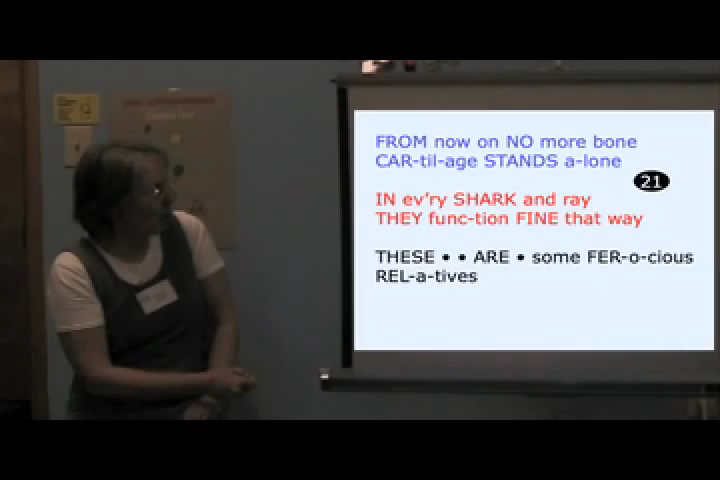 FROM now on NO more bone
CAR-til-age STANDS a-lone
21
IN ev'ry SHARK and ray
THEY func-tion FINE that way
THESE • • ARE • some FER-o-cious
REL-a-tives